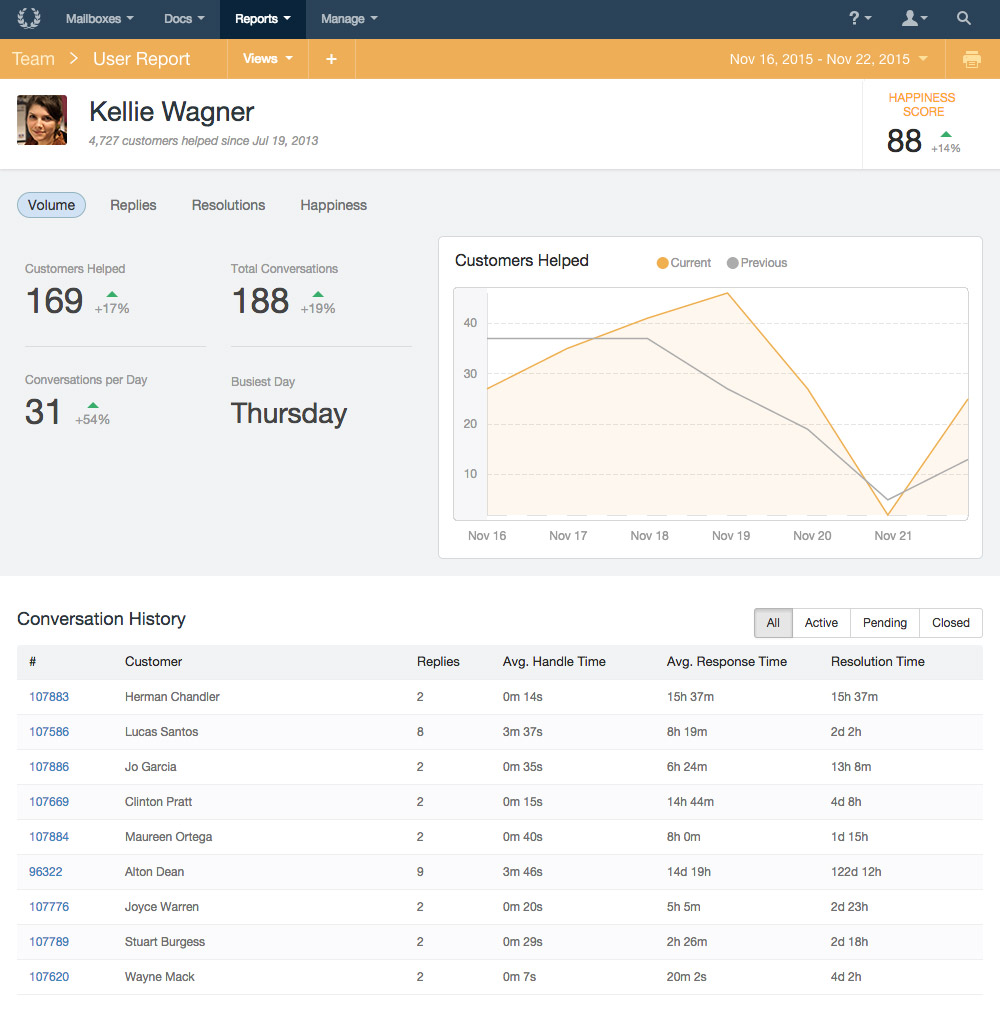 Mailboxes Docs Reports Manage ?
Team > User Report Views + Nov 16, 2015 - Nov 22, 2015
Kellie Wagner
4,727 customers helped since Jul 19, 2013
HAPPINESS
SCORE
88 +14%
Volume Replies Resolutions Happiness
Customers Helped Total Conversations
169 +17% 188 +19%
Conversations per Day Busiest Day
31 +54% Thursday
Customers Helped Current Previous
40
30
20
10
Nov 16 Nov 17 Nov 18 Nov 19 Nov 20 Nov 21
Conversation History All Active Pending Closed
# Customer Replies Avg. Handle Time Avg. Response Time Resolution Time
107883 Herman Chandler 2 0m 14s 15h 37m 15h 37m
107586 Lucas Santos 8 3m 37s 8h 19m 2d 2h
107886 Jo Garcia 2 0m 35s 6h 24m 13h 8m
107669 Clinton Pratt 2 0m 15s 14h 44m 4d 8h
107884 Maureen Ortega 2 0m 40s 8h 0m 1d 15h
96322 Alton Dean 9 3m 46s 14d 19h 122d 12h
107776 Joyce Warren 2 0m 20s 5h 5m 2d 23h
107789 Stuart Burgess 2 0m 29s 2h 26m 2d 18h
107620 Wayne Mack 2 0m 7s 20m 2s 4d 2h